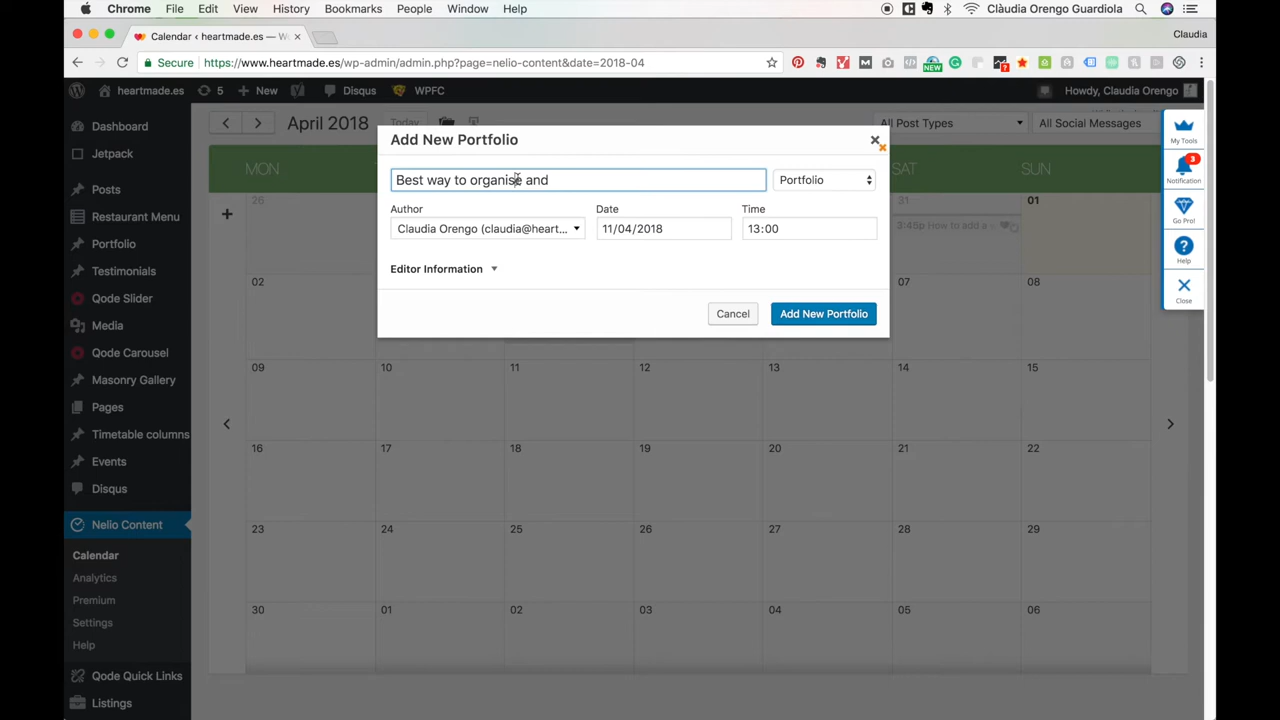 Chrome File Edit View History Bookmarks People Window Help Clàudia Orengo Guardiola
Calendar ‹ heartmade.es — W Claudia
Secure https://www.heartmade.es/wp-admin/admin.php?page=nelio-content&date=2018-04
NEW
heartmade.es 5 New Disqus WPFC Howdy, Claudia Orengo
Dashboard
Jetpack
Posts
Restaurant Menu
Portfolio
Testimonials
Qode Slider
Media
Qode Carousel
Masonry Gallery
Pages
Timetable columns
Events
Disqus
Nelio Content
Calendar
Analytics
Premium
Settings
Help
Qode Quick Links
Listings
April 2018 Today All Post Types All Social Messages
MON SAT SUN
26 31 01
3:45p How to add a
02 07 08
09 10 11 12 13 14 15
16 17 18 19 20 21 22
23 24 25 26 27 28 29
30 01 02 03 04 05 06
Add New Portfolio
Best way to organise and Portfolio
Author Date Time
Claudia Orengo (claudia@heart... 11/04/2018 13:00
Editor Information
Cancel Add New Portfolio
My Tools
3
Notification
Go Pro!
Help
Close